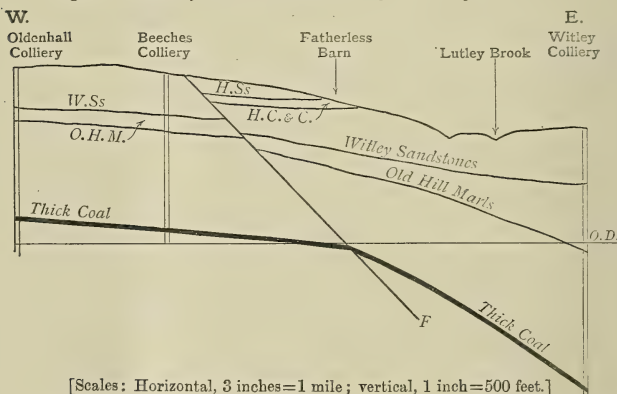 W.
E.
Oldenhall
Colliery
Beeches
Colliery
Fatherless
Barn
Lutley Brook
Witley
Colliery
H.Ss
W.Ss
H.C.& C.
O.H.M.
Witley Sandstones
Old Hill Marls
Thick Coal
O.D.
Thick Coal
F
[Scales: Horizontal, 3 inches=1 mile; vertical, 1 inch=500 feet.]